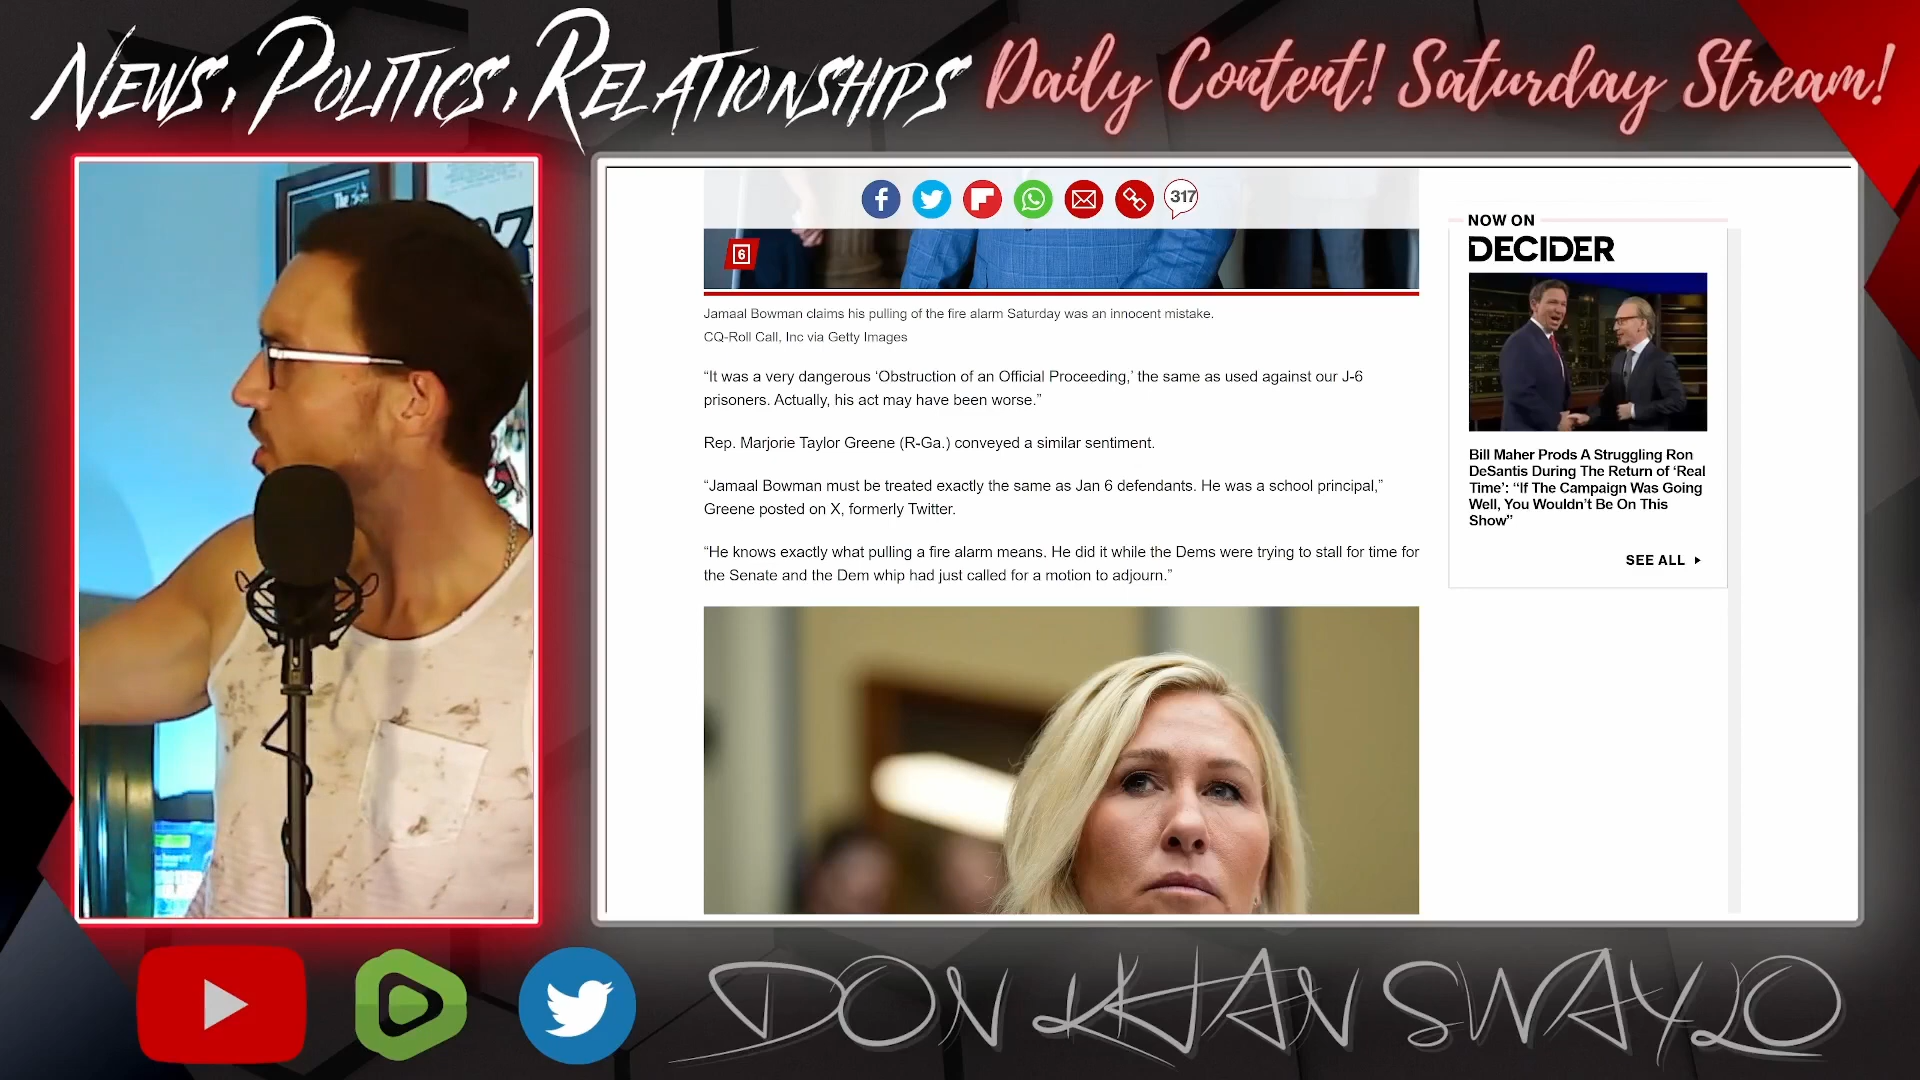 NEWS, POLITICS, RELATIONSHIPS
Daily Content! Saturday Stream!
The
317
6
Jamaal Bowman claims his pulling of the fire alarm Saturday was an innocent mistake.
CQ-Roll Call, Inc via Getty Images
“It was a very dangerous ‘Obstruction of an Official Proceeding,’ the same as used against our J-6
prisoners. Actually, his act may have been worse.”
Rep. Marjorie Taylor Greene (R-Ga.) conveyed a similar sentiment.
“Jamaal Bowman must be treated exactly the same as Jan 6 defendants. He was a school principal,”
Greene posted on X, formerly Twitter.
“He knows exactly what pulling a fire alarm means. He did it while the Dems were trying to stall for time for
the Senate and the Dem whip had just called for a motion to adjourn.”
NOW ON
DECIDER
Bill Maher Prods A Struggling Ron
DeSantis During The Return of ‘Real
Time’: “If The Campaign Was Going
Well, You Wouldn’t Be On This
Show”
SEE ALL
DON KHAN SWAYLO